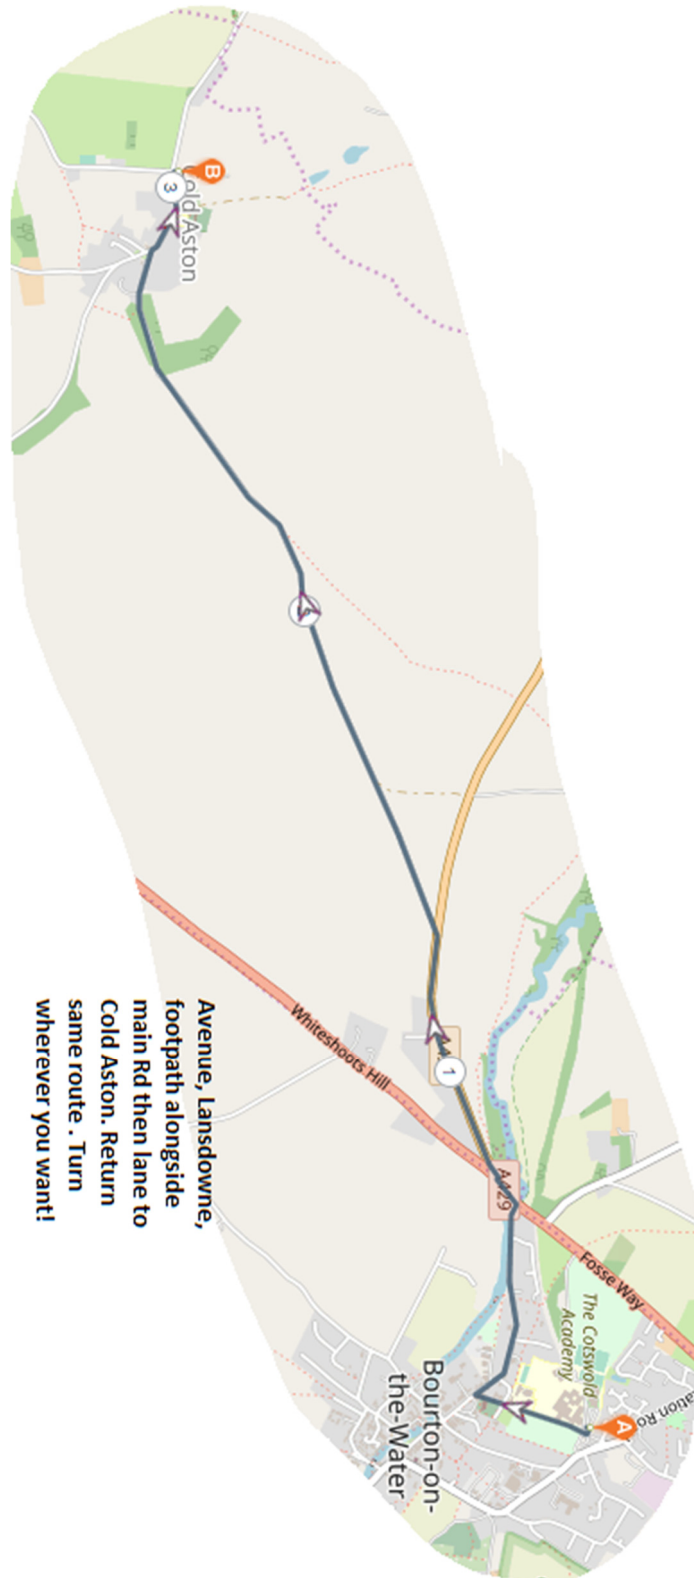 B
3
Cold Aston
Whiteshoots Hill
1
A429
Fosse Way
The Cotswold
Academy
A
Bourton-on-
the-Water
Avenue, Lansdowne,
footpath alongside
main Rd then lane to
Cold Aston. Return
same route . Turn
wherever you want!